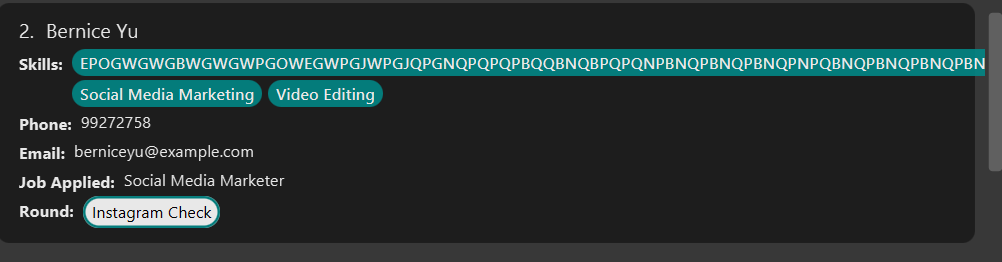 2. Bernice Yu
Skills: EPOGWGWGBWGWGWPGOWEGWPGJWPGJQPGNQPQPQPBQQBNQBPQPQNPBNQPBNQPBNQPNPQBNQPBNQPBNQPBN
Social Media Marketing Video Editing
Phone: 99272758
Email: berniceyu@example.com
Job Applied: Social Media Marketer
Round: Instagram Check